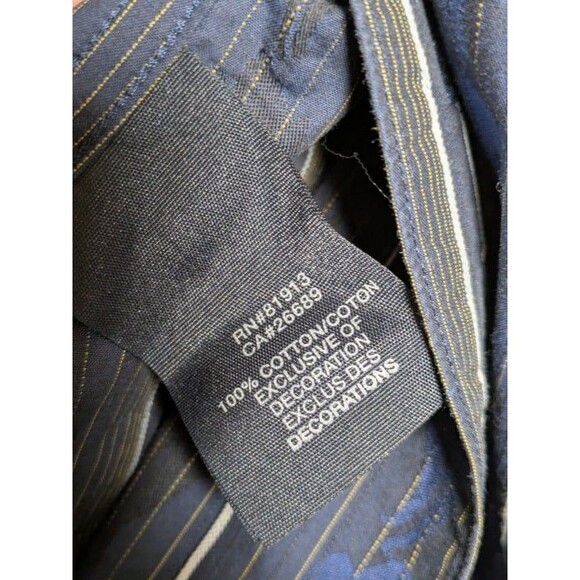 RN#81913
CA#26689
100% COTTON/COTON
EXCLUSIVE OF
DECORATION
EXCLUS DES
DECORATIONS